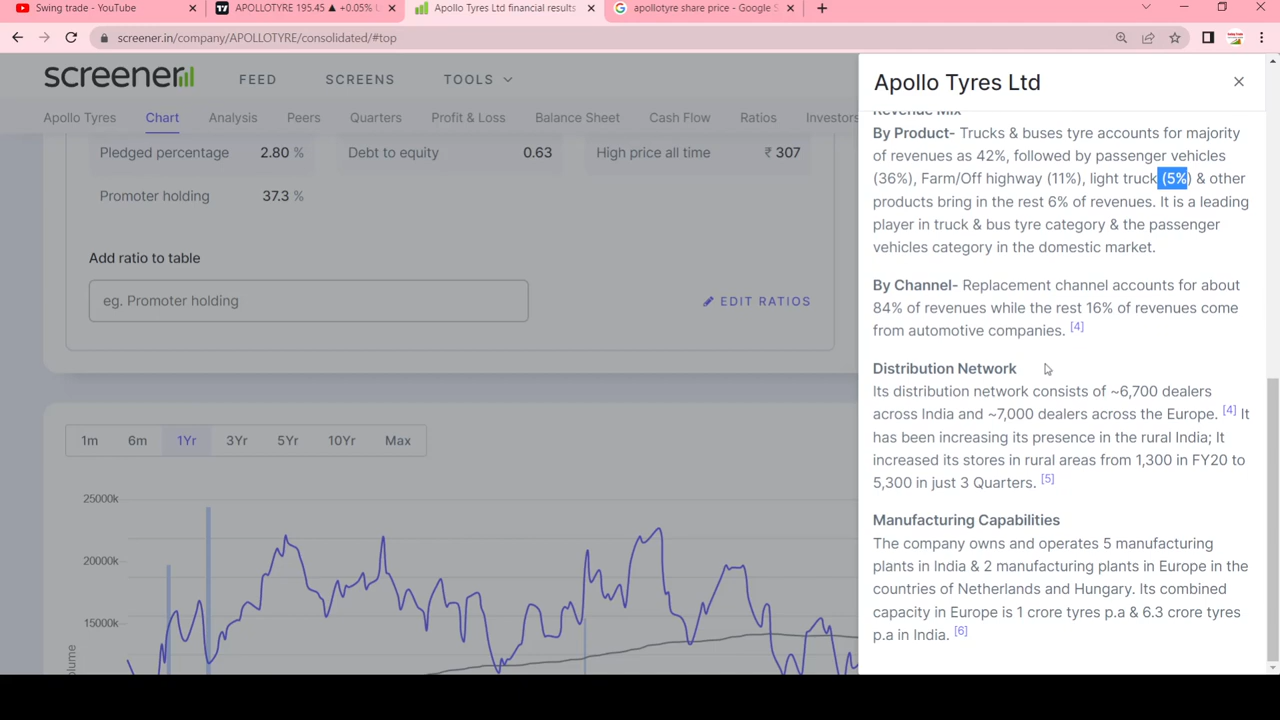 Swing trade - YouTube
APOLLOTYRE 195.45 ▲ +0.05%
Apollo Tyres Ltd financial results
apollotyre share price - Google
screener.in/company/APOLLOTYRE/consolidated/#top
screener
FEED
SCREENS
TOOLS
Apollo Tyres
Chart
Analysis
Peers
Quarters
Profit & Loss
Balance Sheet
Cash Flow
Ratios
Investors
Pledged percentage 2.80 %
Debt to equity 0.63
High price all time ₹ 307
Promoter holding 37.3 %
Add ratio to table
eg. Promoter holding
EDIT RATIOS
1m 6m 1Yr 3Yr 5Yr 10Yr Max
25000k
20000k
15000k
Volume
Apollo Tyres Ltd
Revenue Mix
By Product- Trucks & buses tyre accounts for majority
of revenues as 42%, followed by passenger vehicles
(36%), Farm/Off highway (11%), light truck (5%) & other
products bring in the rest 6% of revenues. It is a leading
player in truck & bus tyre category & the passenger
vehicles category in the domestic market.
By Channel- Replacement channel accounts for about
84% of revenues while the rest 16% of revenues come
from automotive companies. [4]
Distribution Network
Its distribution network consists of ~6,700 dealers
across India and ~7,000 dealers across the Europe. [4] It
has been increasing its presence in the rural India; It
increased its stores in rural areas from 1,300 in FY20 to
5,300 in just 3 Quarters. [5]
Manufacturing Capabilities
The company owns and operates 5 manufacturing
plants in India & 2 manufacturing plants in Europe in the
countries of Netherlands and Hungary. Its combined
capacity in Europe is 1 crore tyres p.a & 6.3 crore tyres
p.a in India. [6]